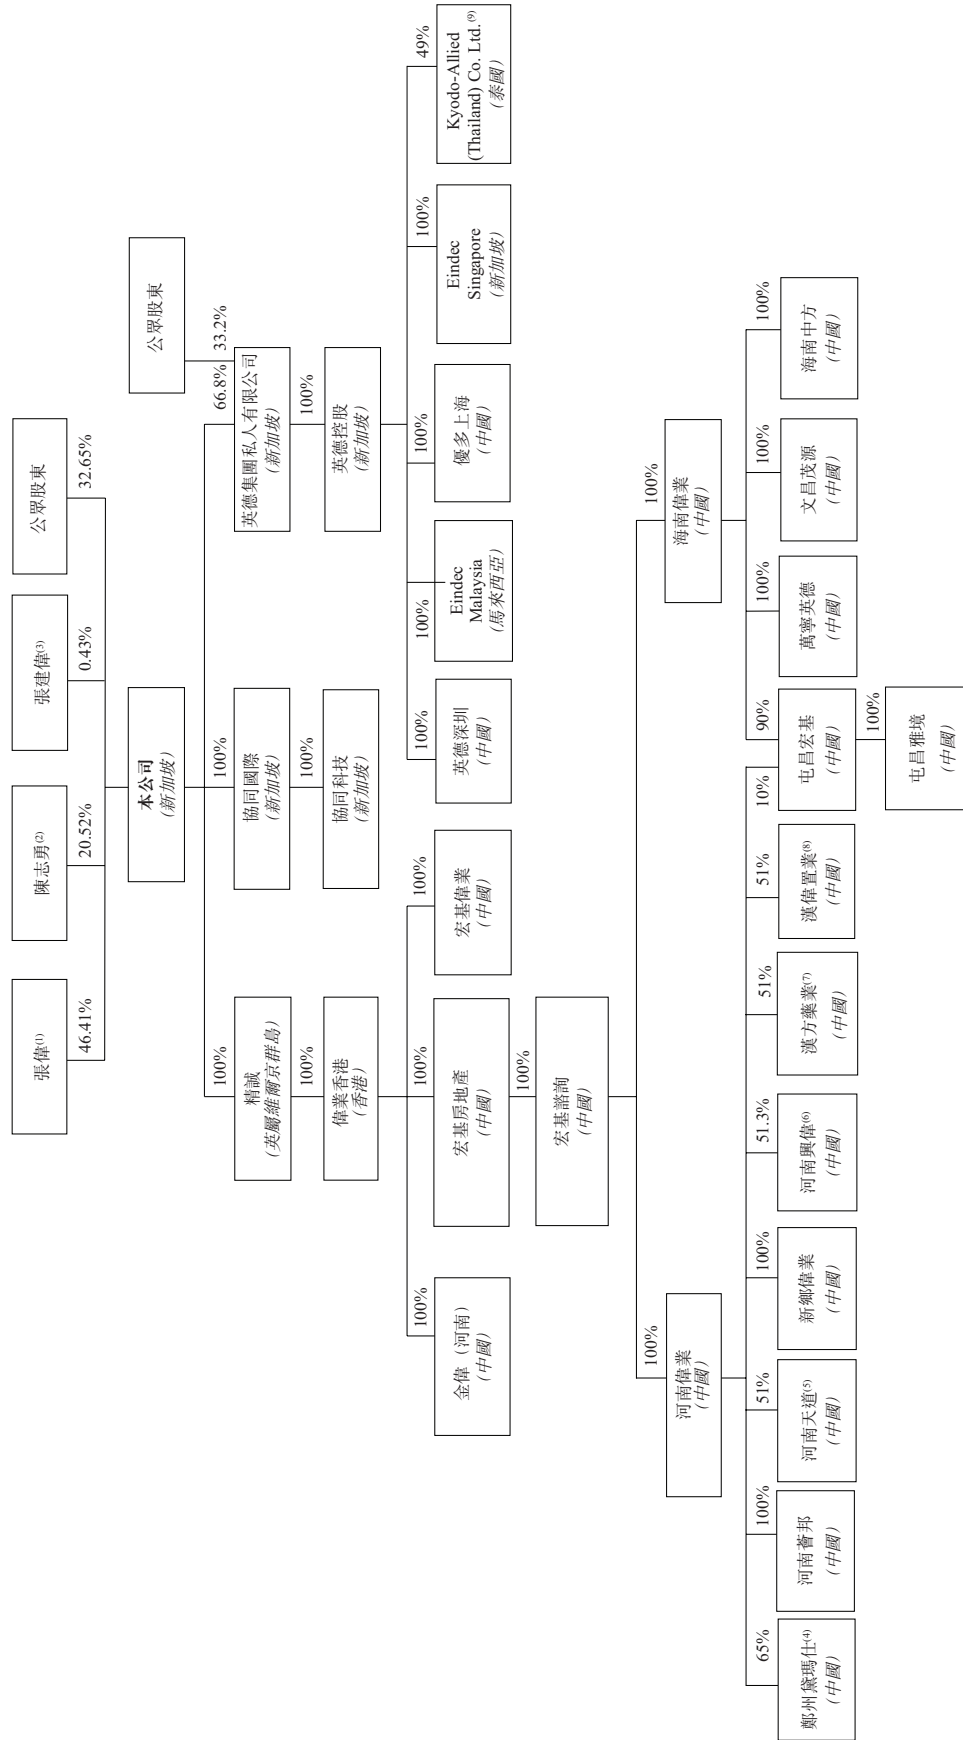 張偉(1)
陳志勇(2)
張建偉(3)
公眾股東
46.41%
20.52%
0.43%
32.65%
本公司
(新加坡)
公眾股東
100%
100%
66.8%
33.2%
精誠
(英屬維爾京群島)
協同國際
(新加坡)
英德集團私人有限公司
(新加坡)
100%
100%
100%
偉業香港
(香港)
協同科技
(新加坡)
英德控股
(新加坡)
100%
100%
100%
100%
100%
100%
100%
49%
金偉（河南）
(中國)
宏基房地產
(中國)
宏基偉業
(中國)
英德深圳
(中國)
Eindec
Malaysia
(馬來西亞)
優多上海
(中國)
Eindec
Singapore
(新加坡)
Kyodo-Allied
(Thailand) Co. Ltd.(9)
(泰國)
100%
宏基諮詢
(中國)
100%
100%
河南偉業
(中國)
海南偉業
(中國)
65%
100%
51%
100%
51.3%
51%
51%
10%
90%
100%
100%
100%
鄭州黛瑪仕(4)
(中國)
河南薈邦
(中國)
河南天道(5)
(中國)
新鄉偉業
(中國)
河南興偉(6)
(中國)
漢方藥業(7)
(中國)
漢偉置業(8)
(中國)
屯昌宏基
(中國)
萬寧英德
(中國)
文昌茂源
(中國)
海南中方
(中國)
100%
屯昌雅境
(中國)